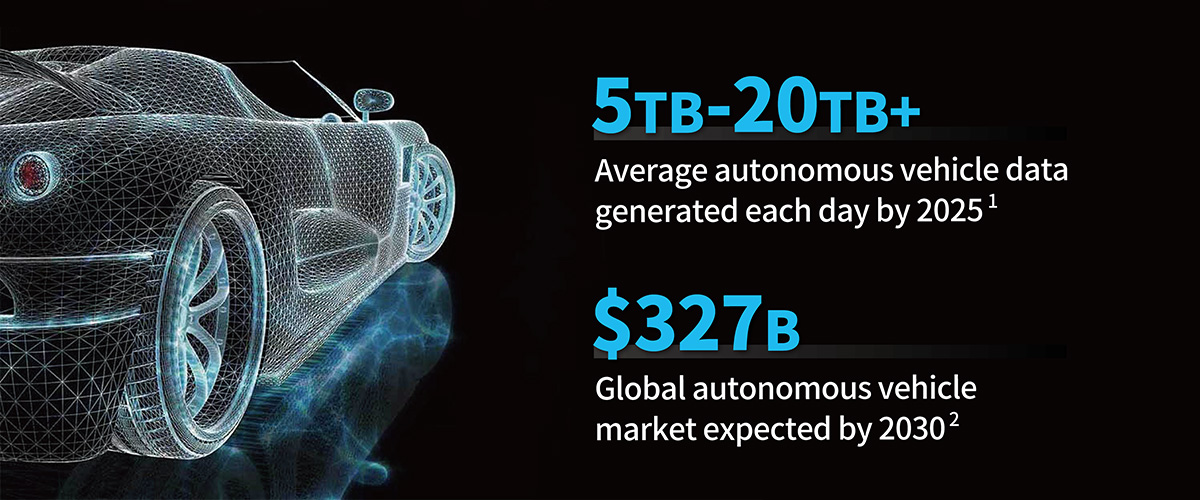 5TB-20TB+
Average autonomous vehicle data
generated each day by 2025 1
$327B
Global autonomous vehicle
market expected by 2030 2